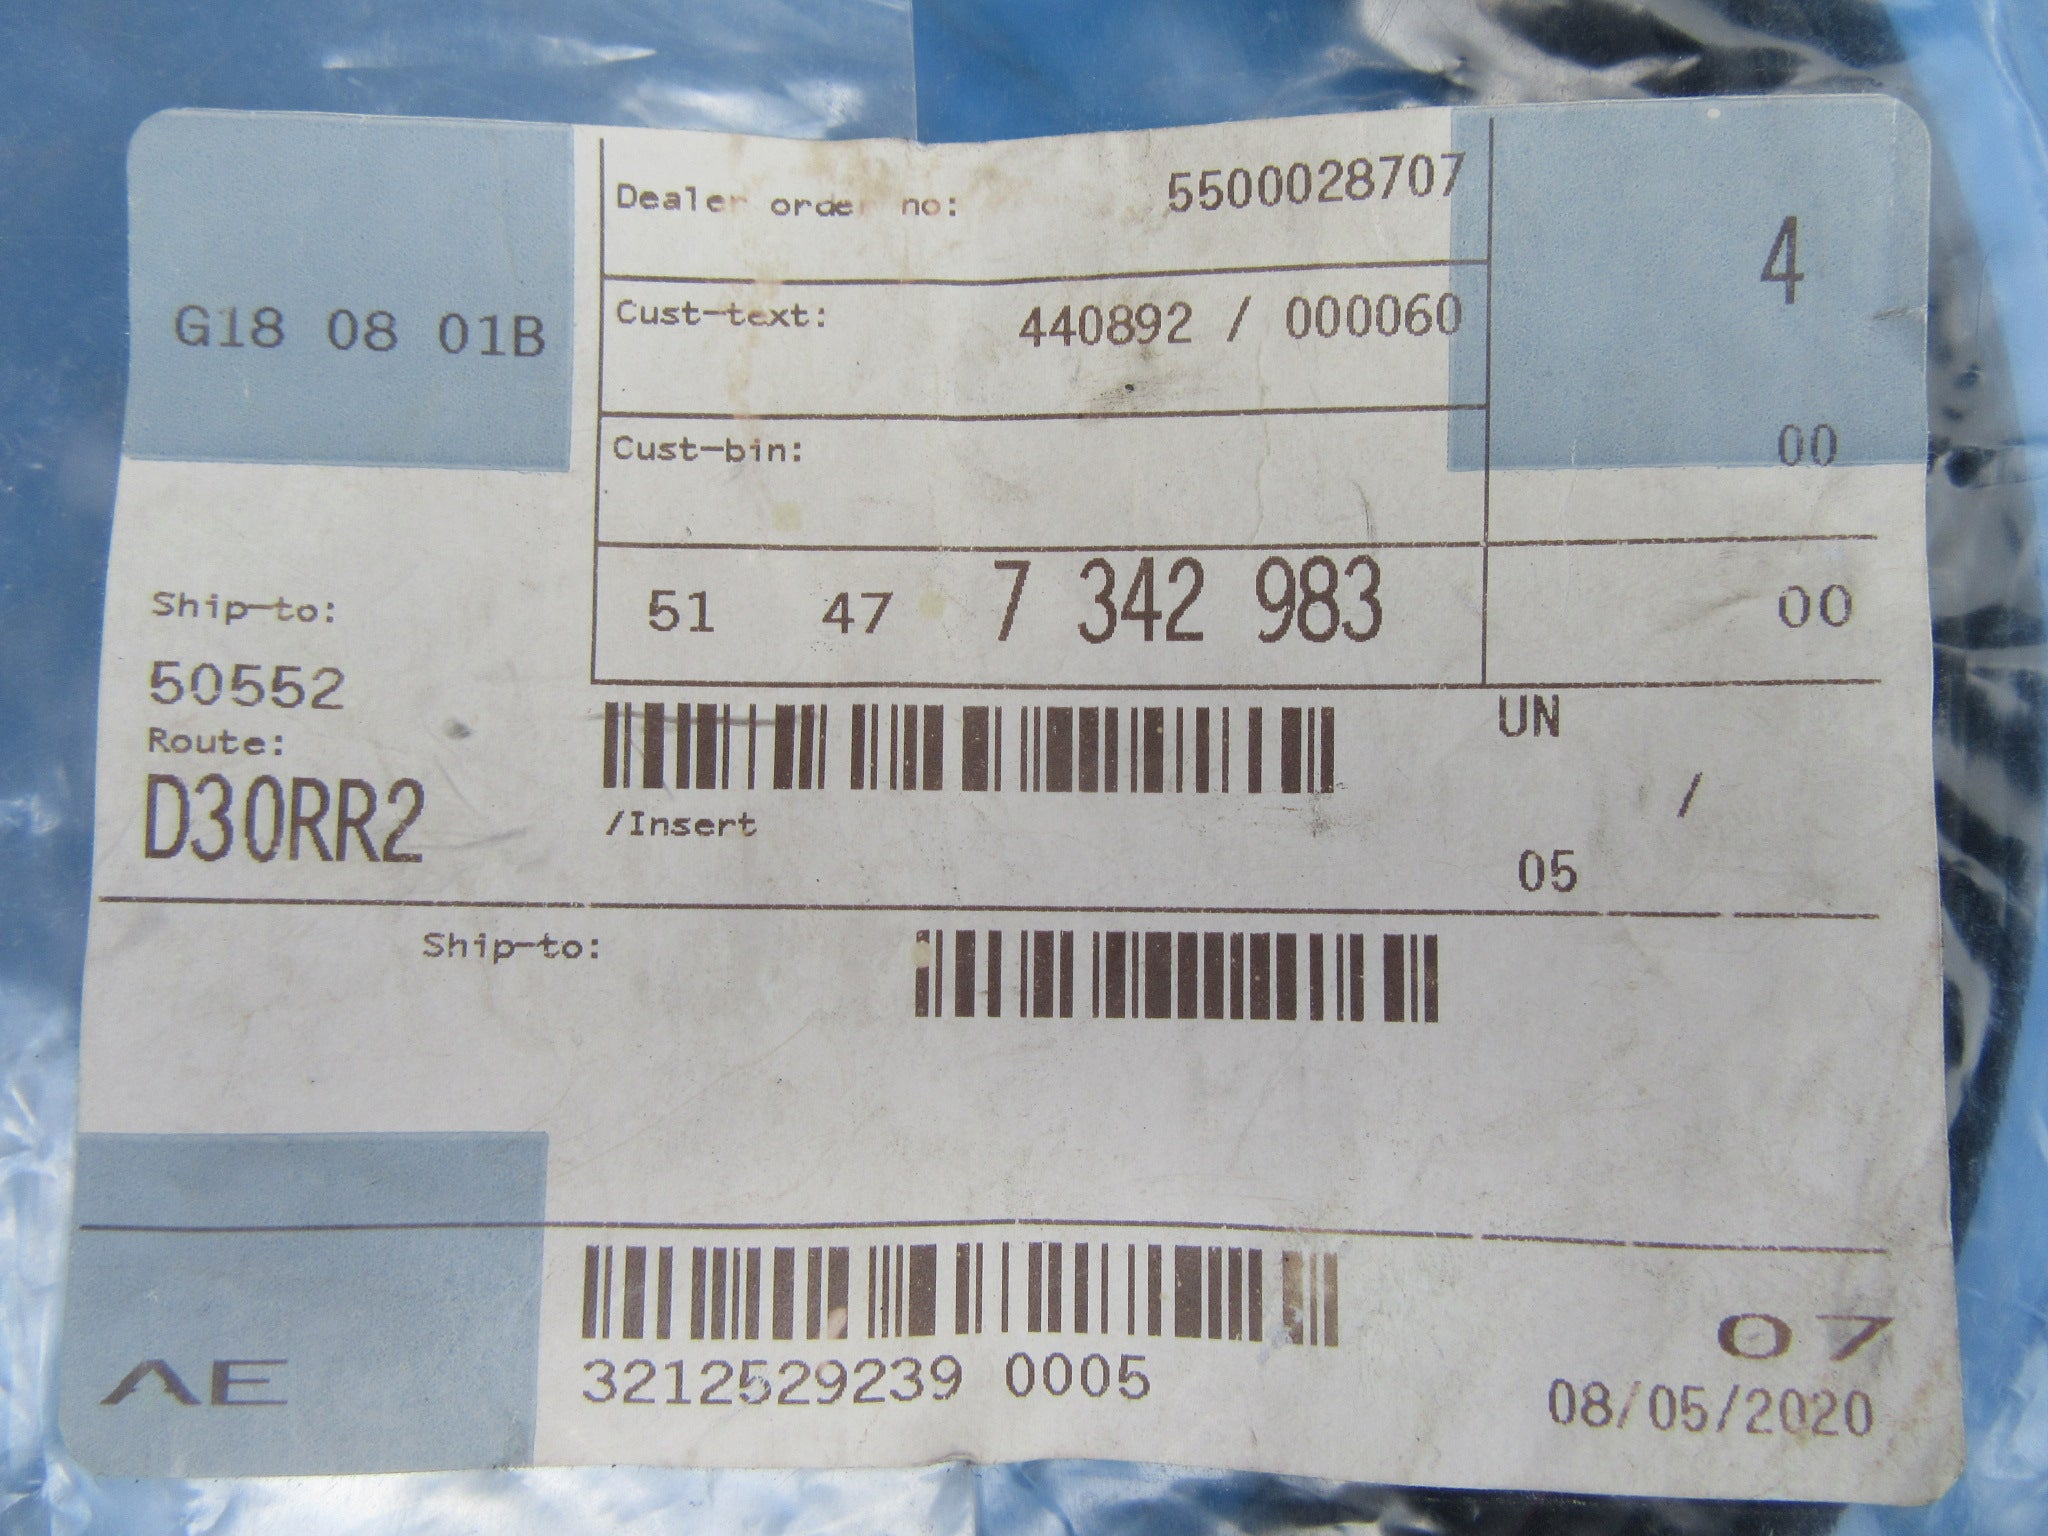 Dealer order no: 5500028707
4
G18 08 01B
Cust-text: 440892 / 000060
00
Cust-bin:
51 47 7 342 983
00
Ship-to:
50552
Route:
D30RR2
UN
/Insert
/
05
Ship-to:
AE
3212529239 0005
07
08/05/2020